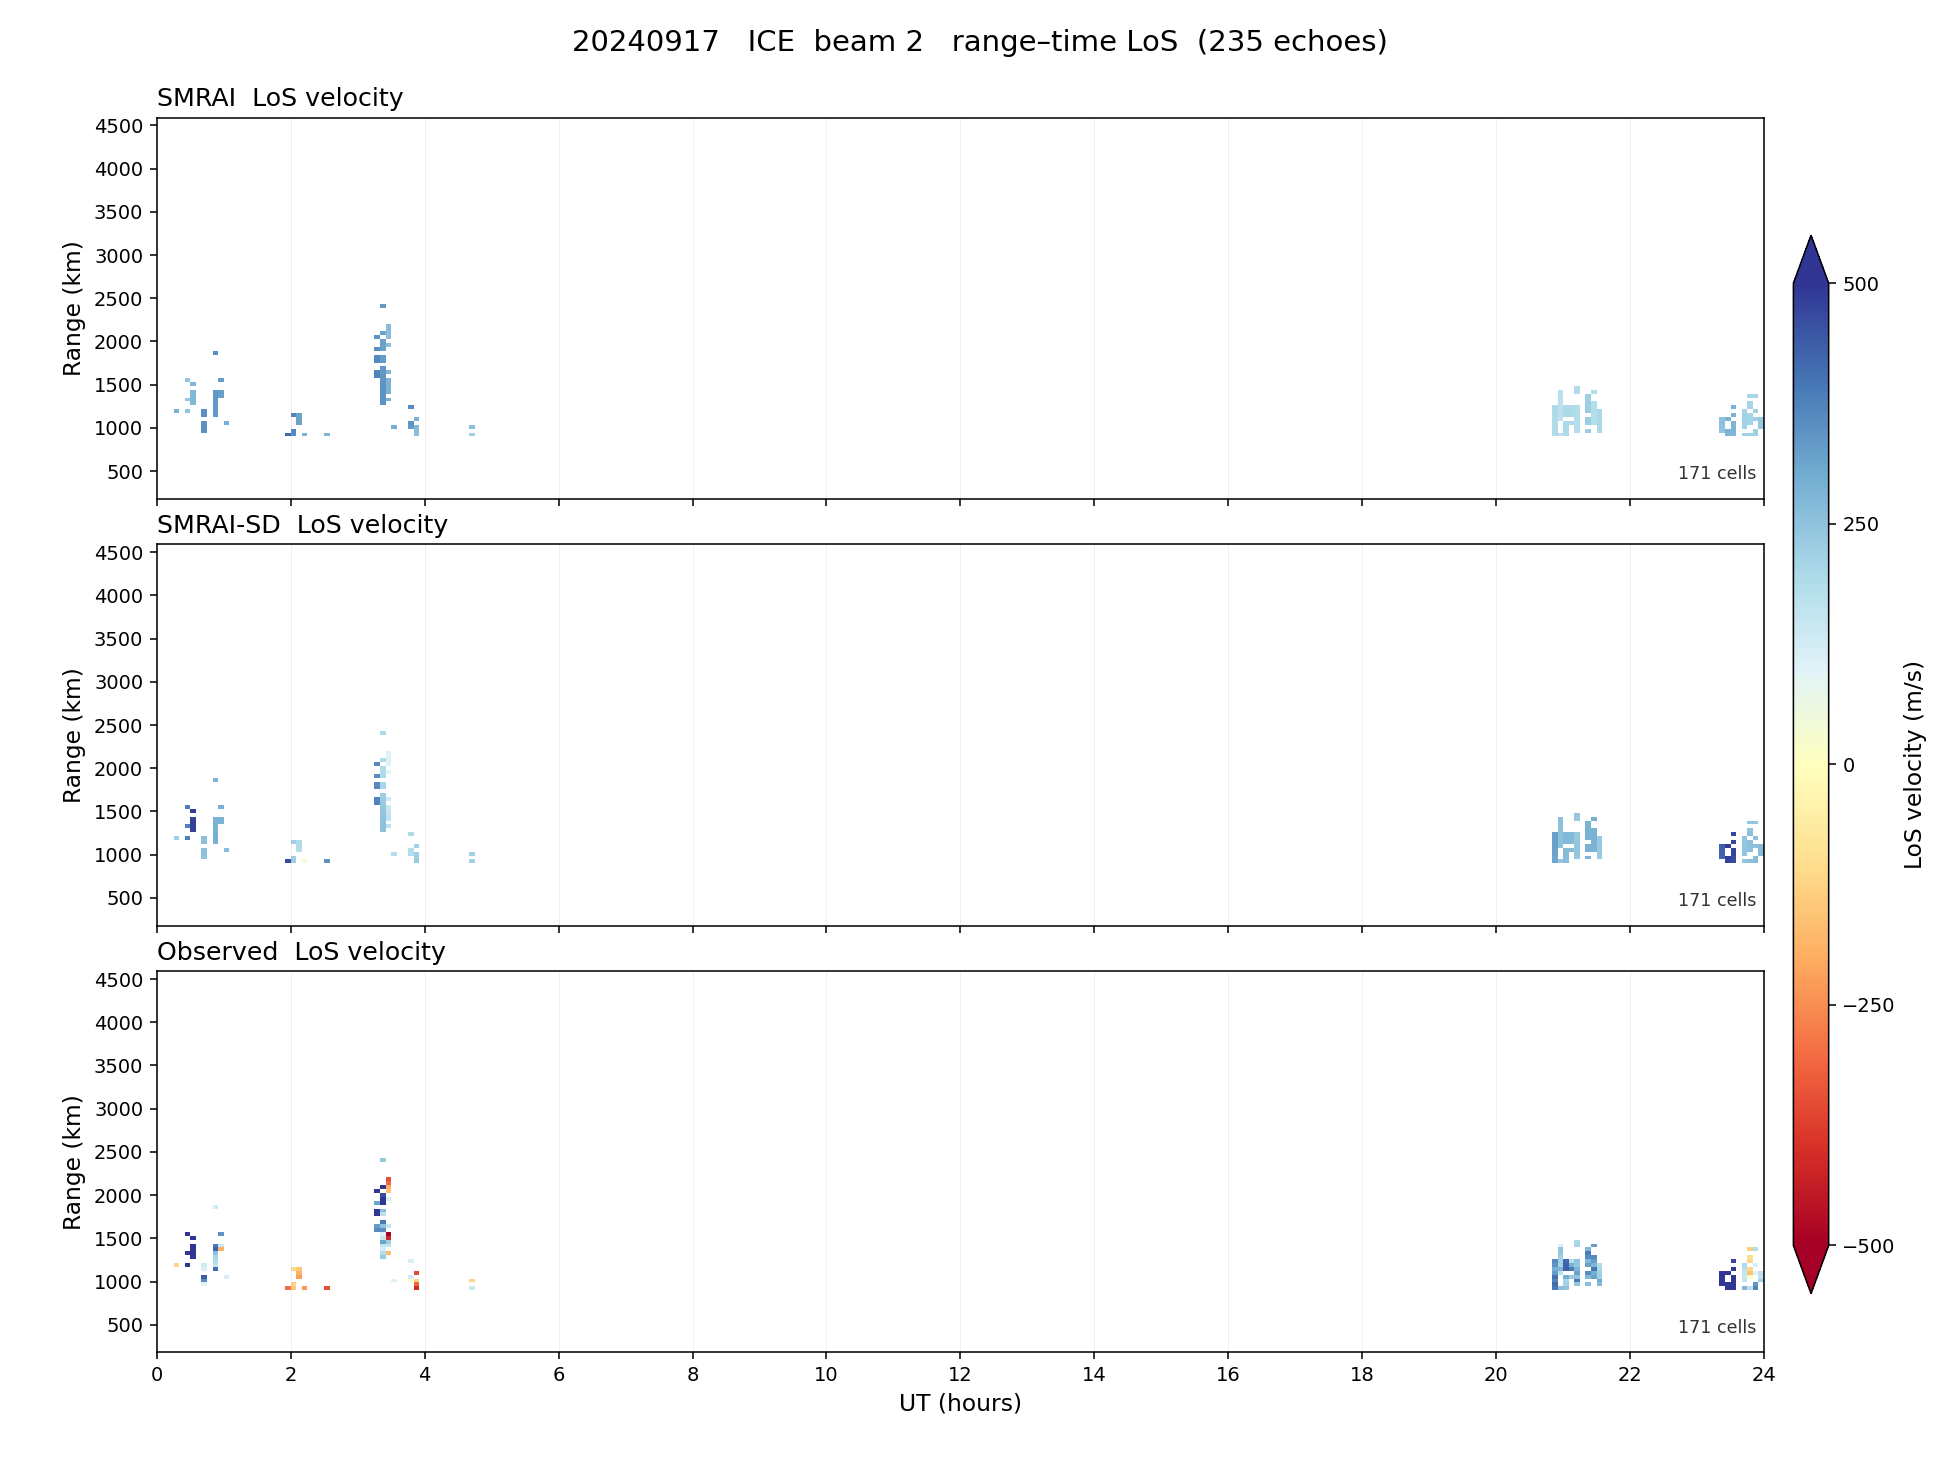 20240917   ICE  beam 2   range–time LoS  (235 echoes)
SMRAI  LoS velocity
4500
4000
3500
3000
2500
2000
1500
1000
500
Range (km)
171 cells
SMRAI-SD  LoS velocity
4500
4000
3500
3000
2500
2000
1500
1000
500
Range (km)
171 cells
Observed  LoS velocity
4500
4000
3500
3000
2500
2000
1500
1000
500
Range (km)
171 cells
0 2 4 6 8 10 12 14 16 18 20 22 24
UT (hours)
500
250
0
−250
−500
LoS velocity (m/s)